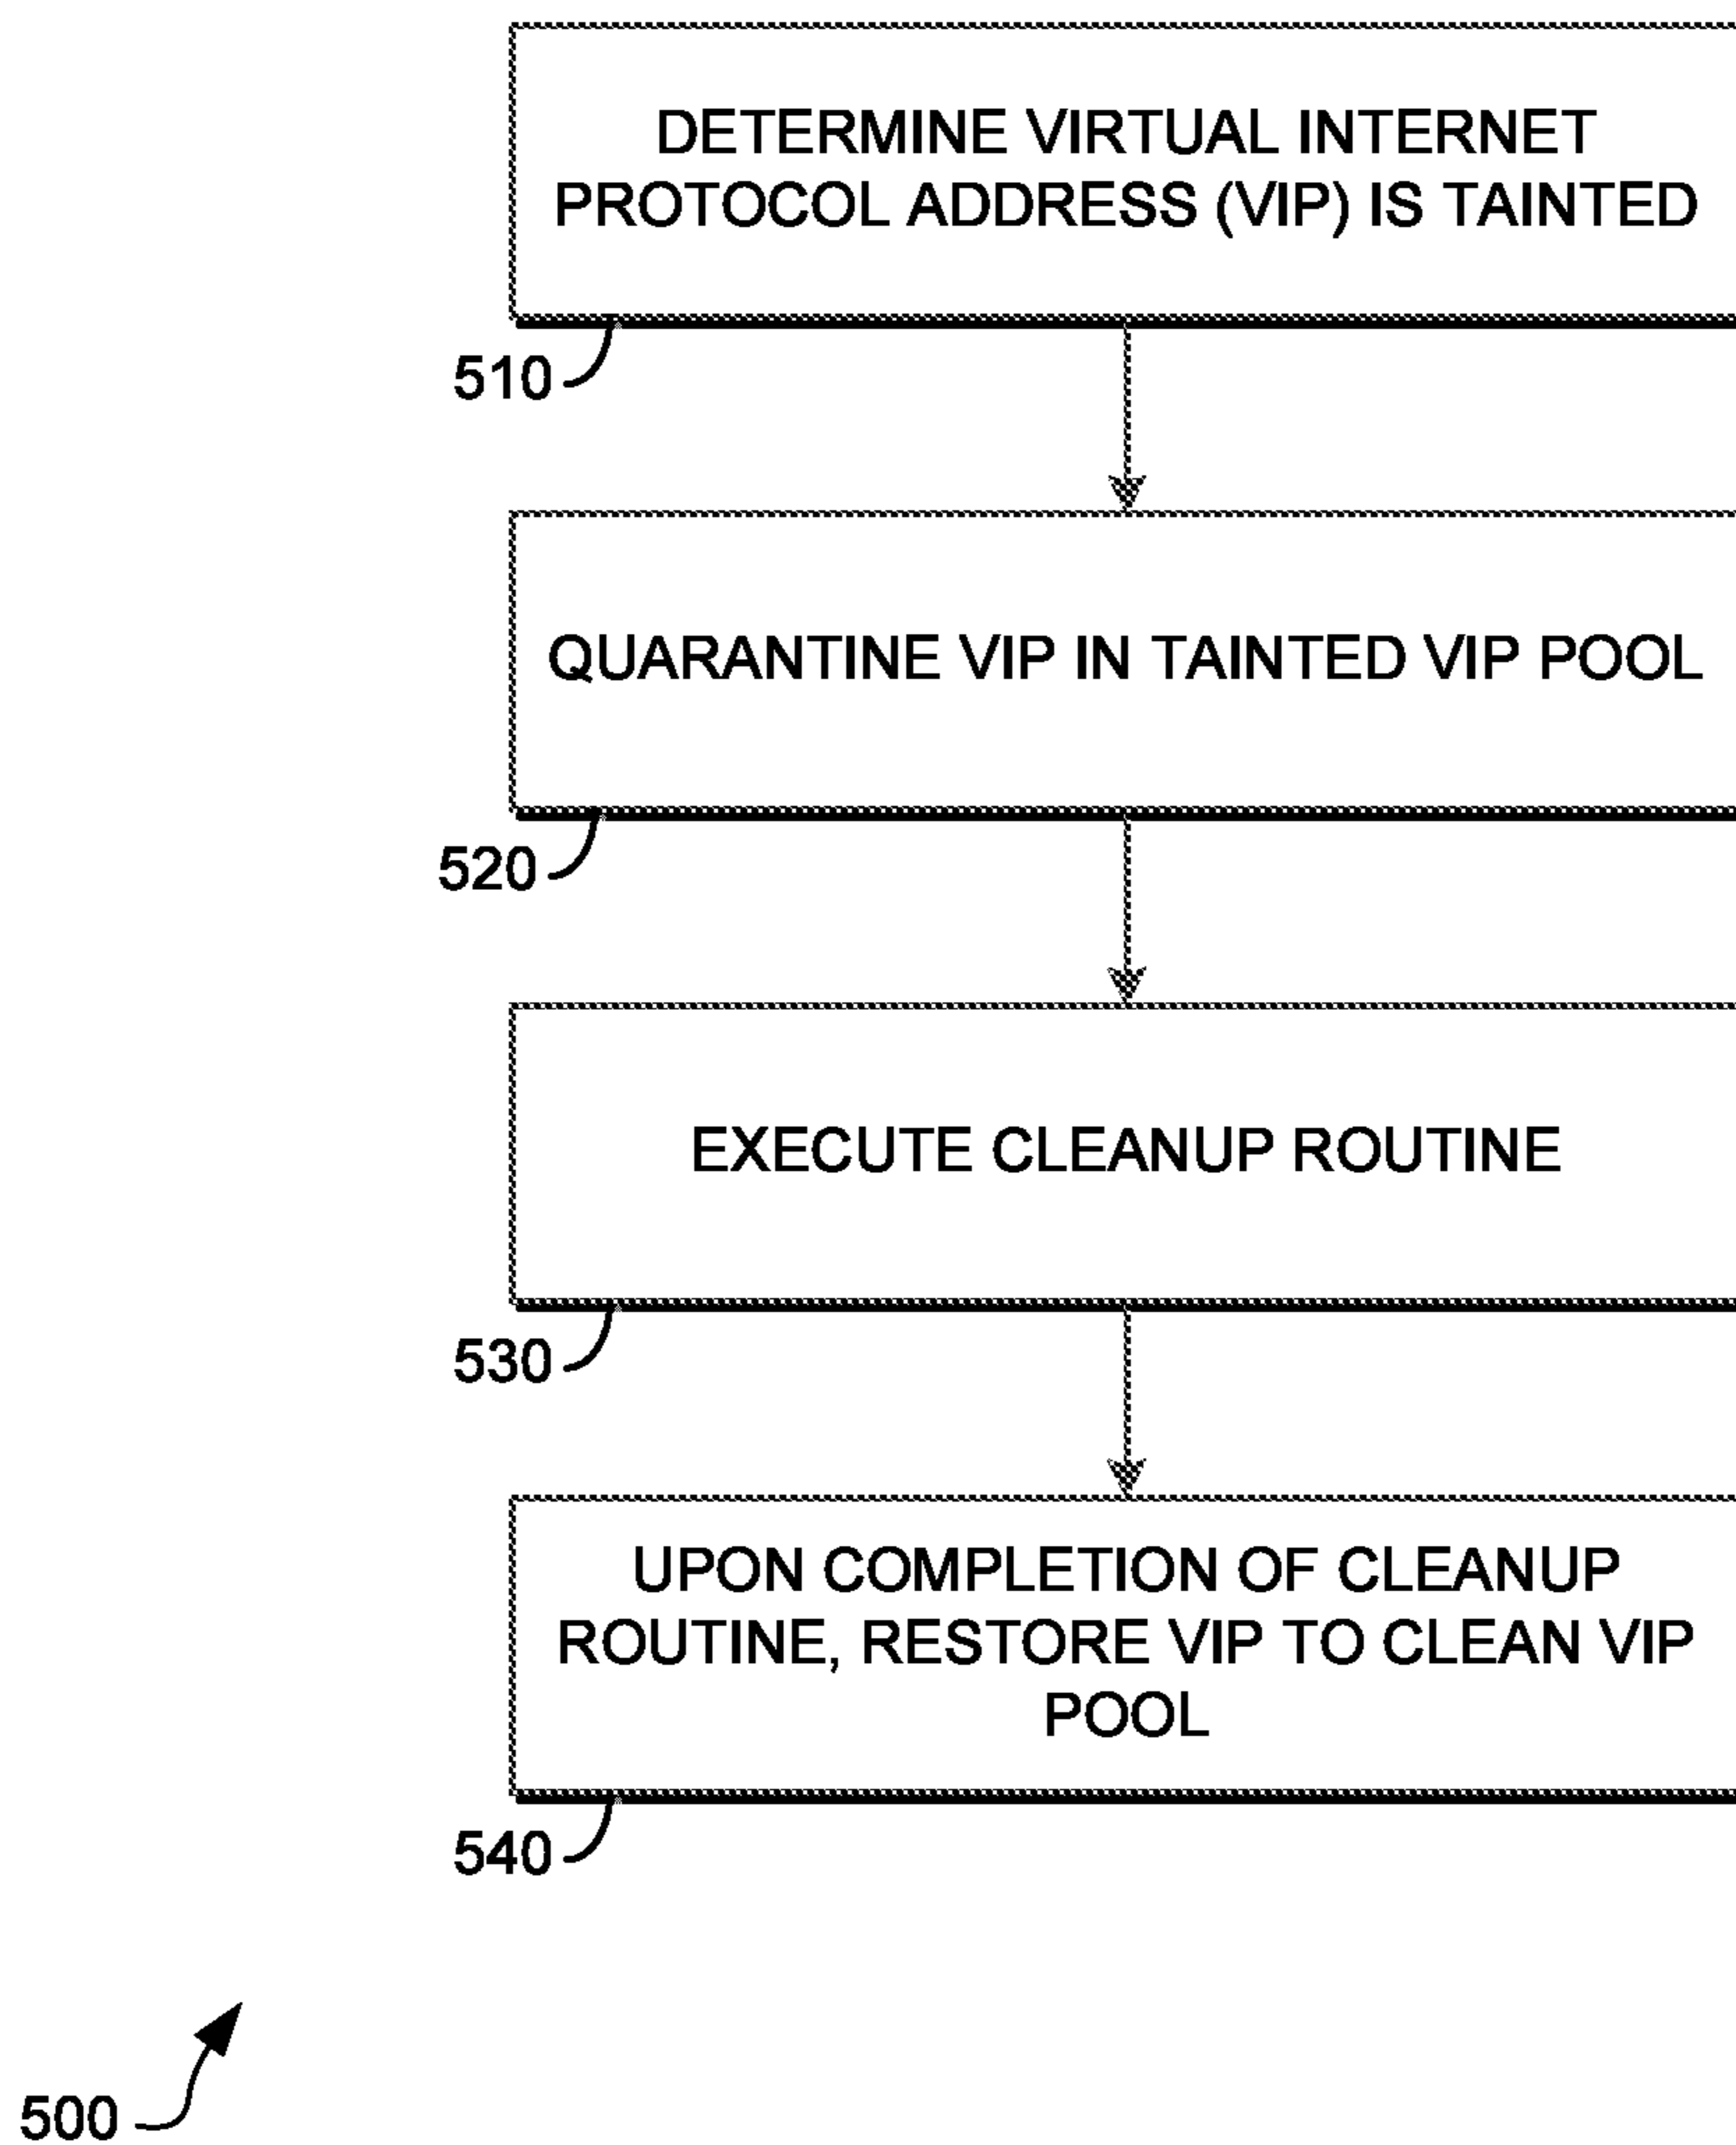 DETERMINE VIRTUAL INTERNET
PROTOCOL ADDRESS (VIP) IS TAINTED
510
QUARANTINE VIP IN TAINTED VIP POOL
520
EXECUTE CLEANUP ROUTINE
530
UPON COMPLETION OF CLEANUP
ROUTINE, RESTORE VIP TO CLEAN VIP
POOL
540
500